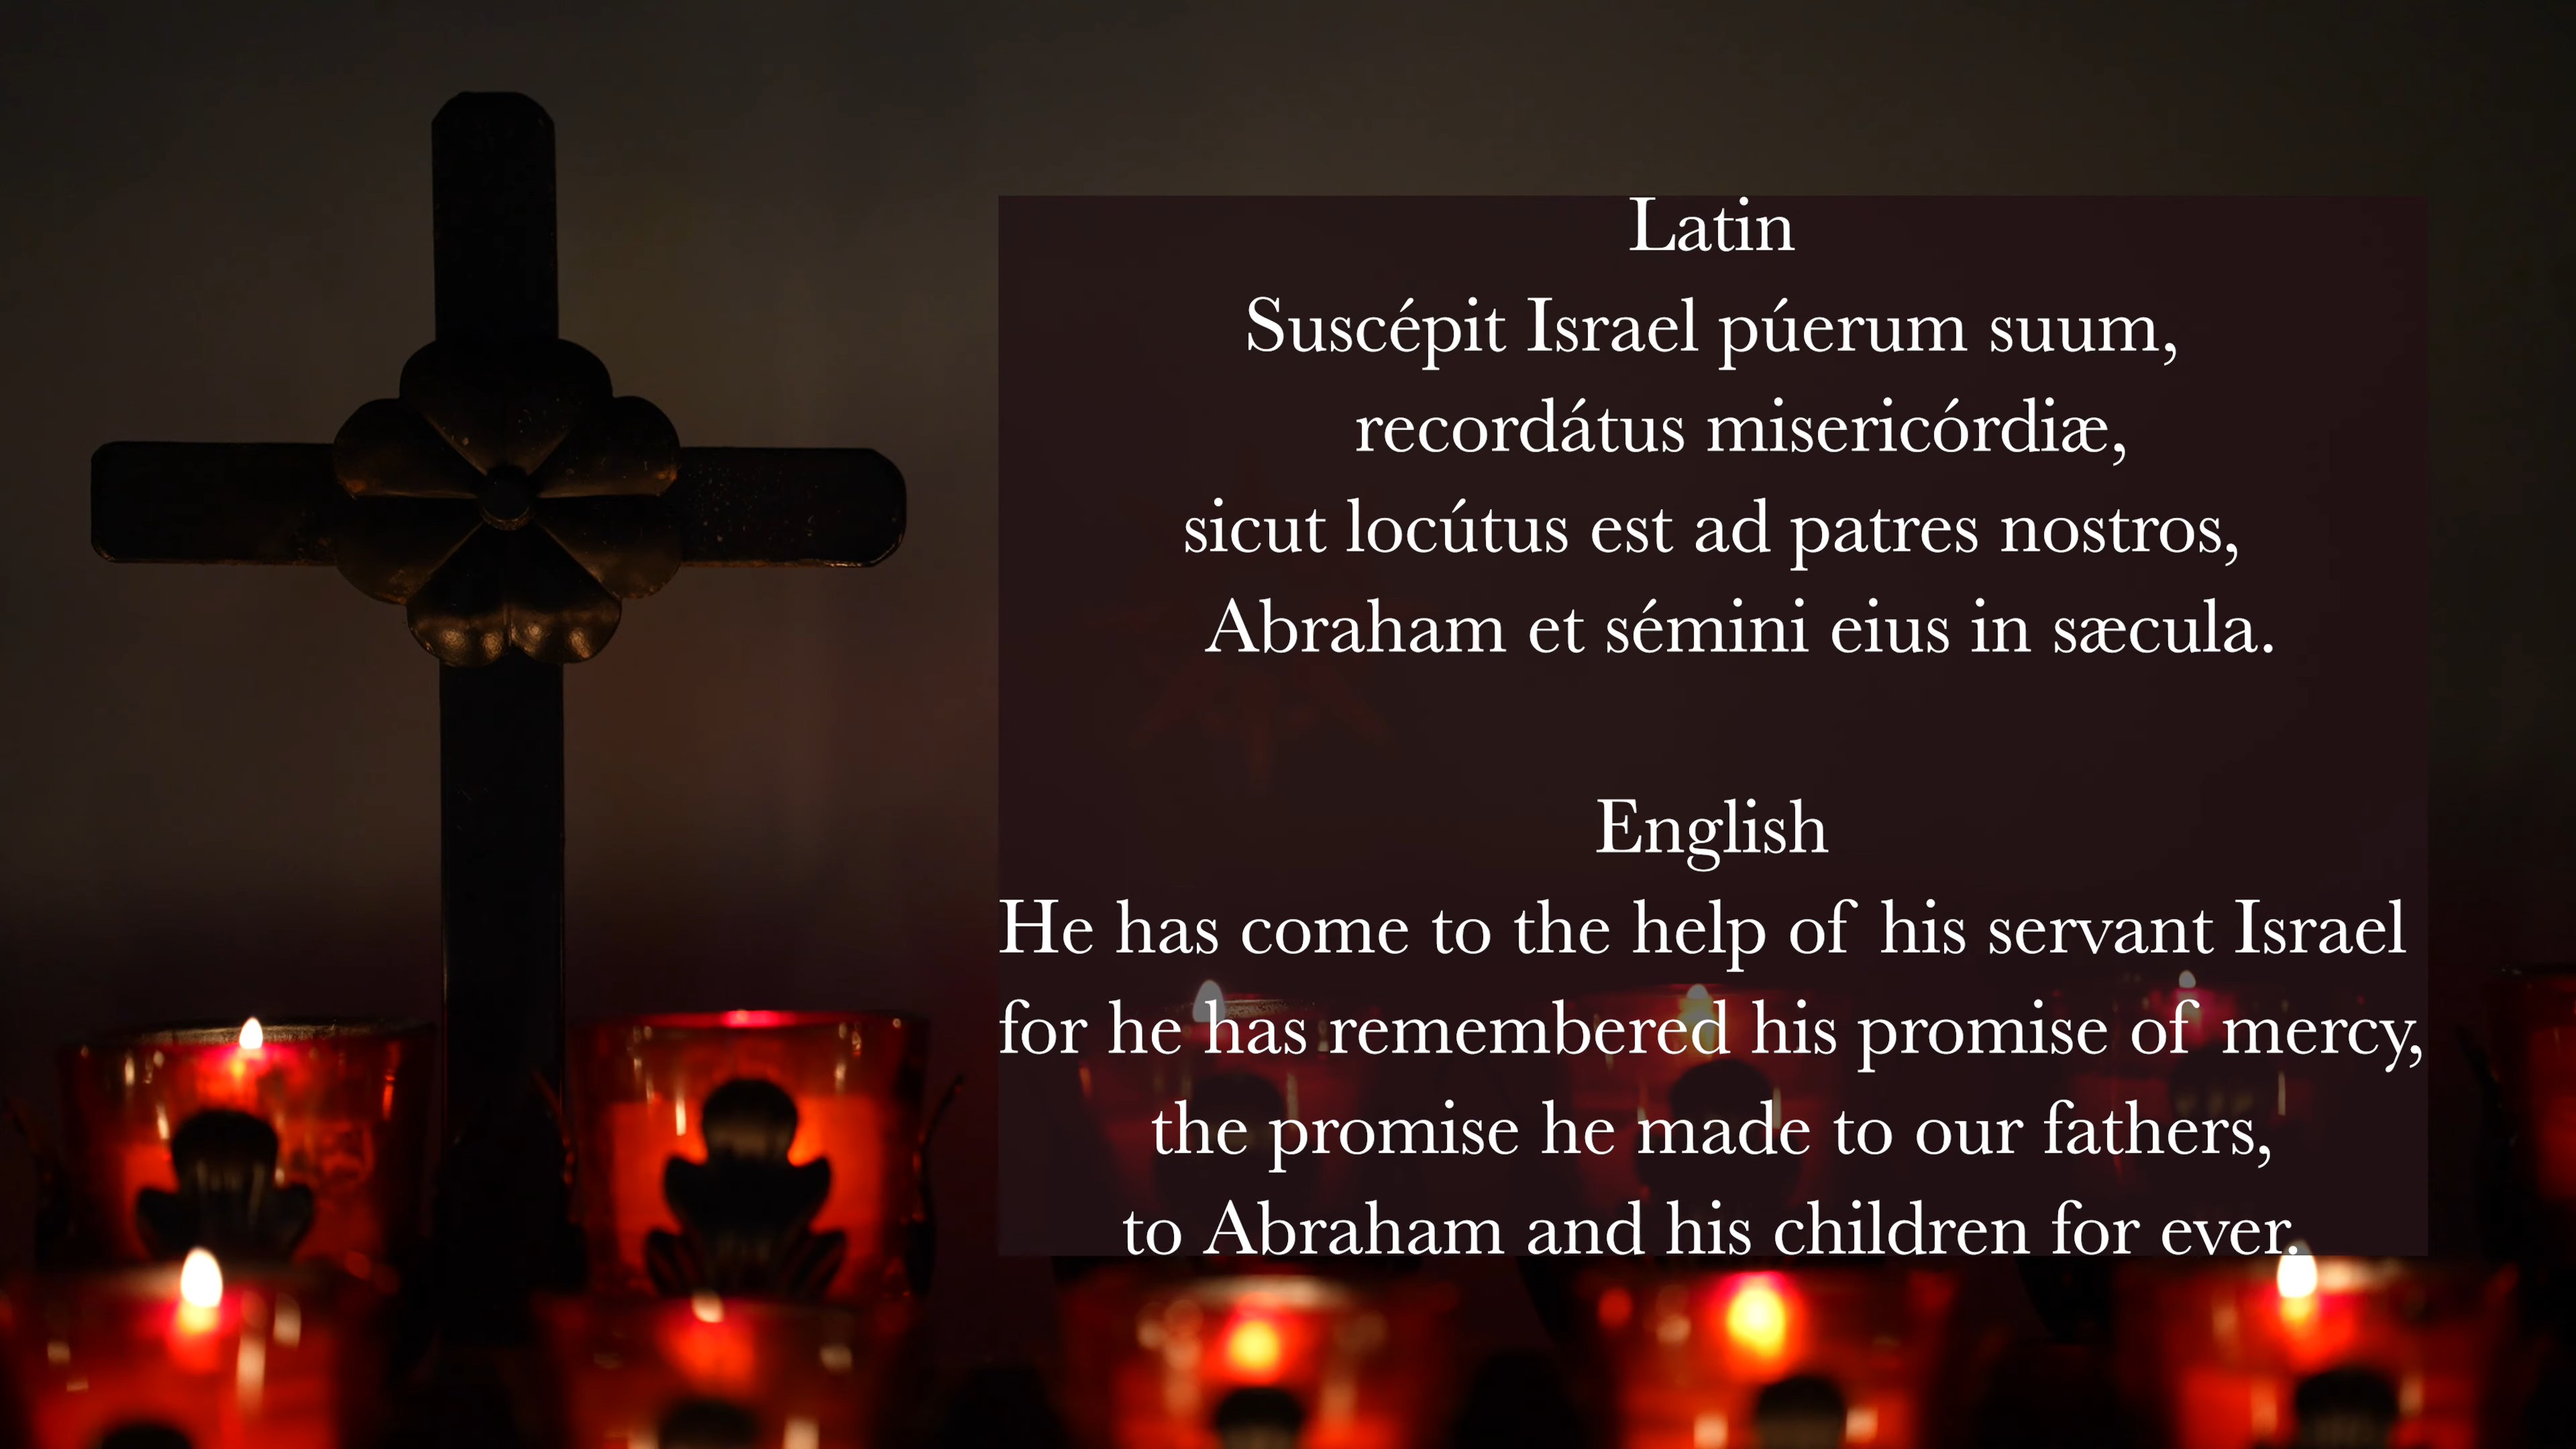 Latin
Suscépit Israel púerum suum,
recordátus misericórdiæ,
sicut locútus est ad patres nostros,
Abraham et sémini eius in sæcula.
English
He has come to the help of his servant Israel
for he has remembered his promise of mercy,
the promise he made to our fathers,
to Abraham and his children for ever.